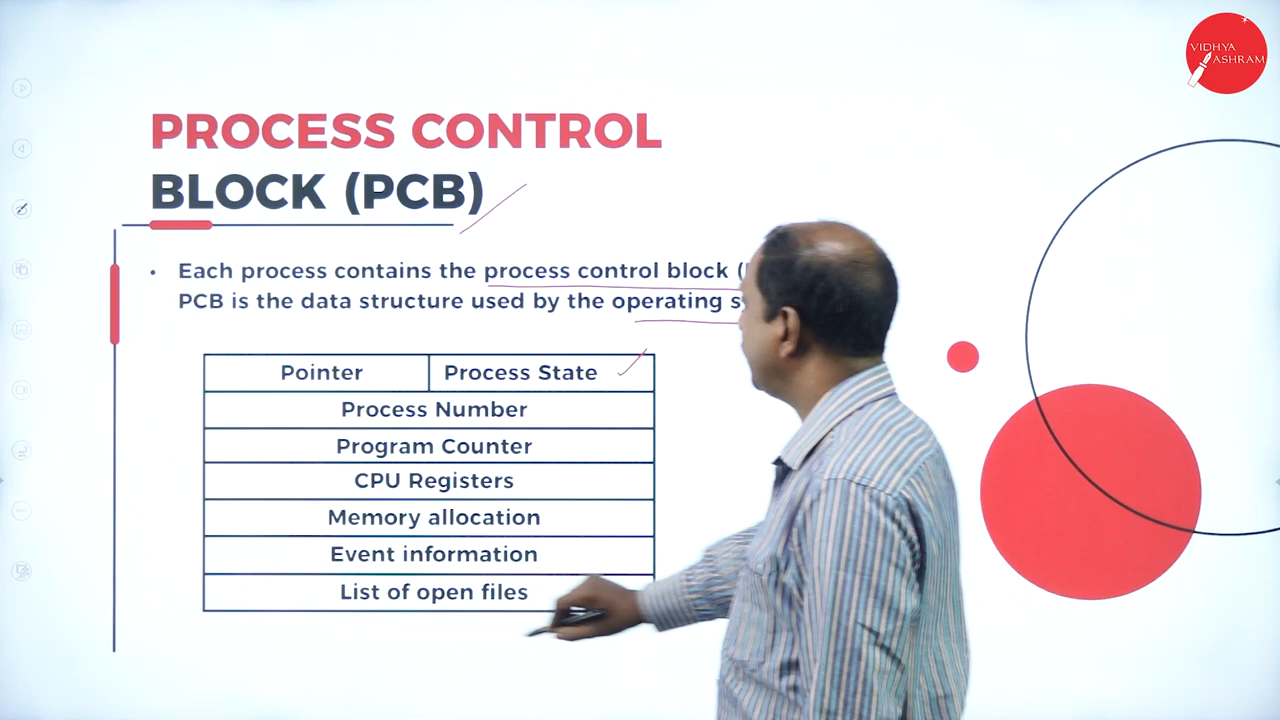 VIDHYA
ASHRAM
PROCESS CONTROL
BLOCK (PCB)
• Each process contains the process control block (
PCB is the data structure used by the operating s
Pointer Process State
Process Number
Program Counter
CPU Registers
Memory allocation
Event information
List of open files